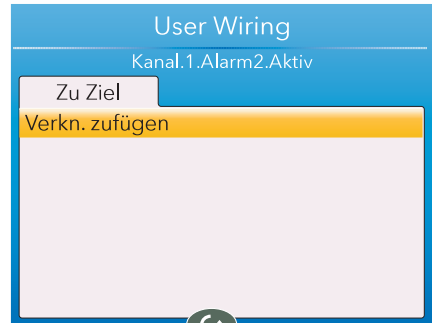 User Wiring
Kanal.1.Alarm2.Aktiv
Zu Ziel
Verkn. zufügen